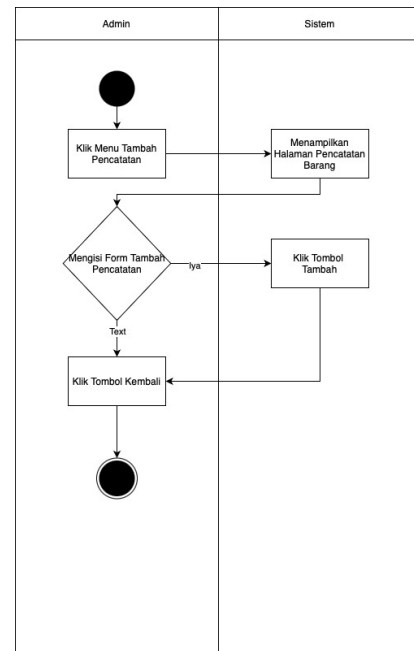 Admin
Sistem
Klik Menu Tambah
Pencatatan
Menampilkan
Halaman Pencatatan
Barang
Mengisi Form Tambah
Pencatatan
Iya
Klik Tombol
Tambah
Text
Klik Tombol Kembali